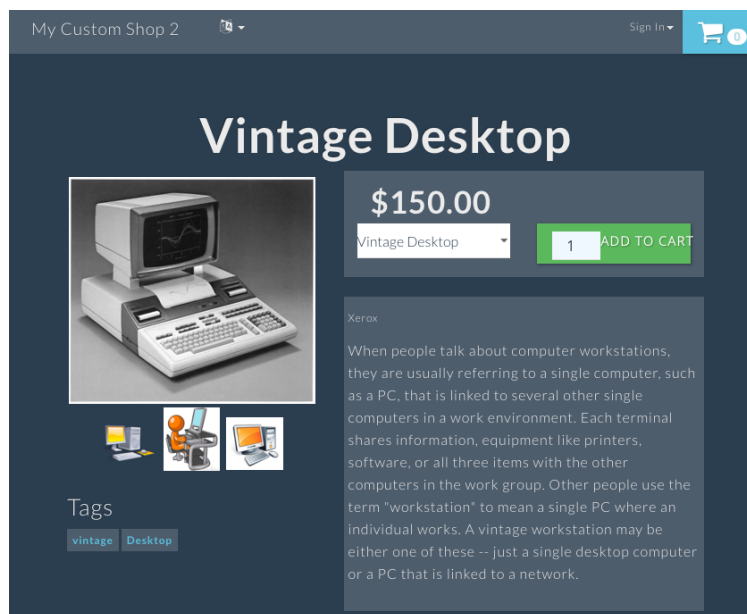 My Custom Shop 2
Sign In
0
Vintage Desktop
$150.00
Vintage Desktop
1
ADD TO CART
Xerox
When people talk about computer workstations,
they are usually referring to a single computer, such
as a PC, that is linked to several other single
computers in a work environment. Each terminal
shares information, equipment like printers,
software, or all three items with the other
computers in the work group. Other people use the
term "workstation" to mean a single PC where an
individual works. A vintage workstation may be
either one of these -- just a single desktop computer
or a PC that is linked to a network.
Tags
vintage
Desktop